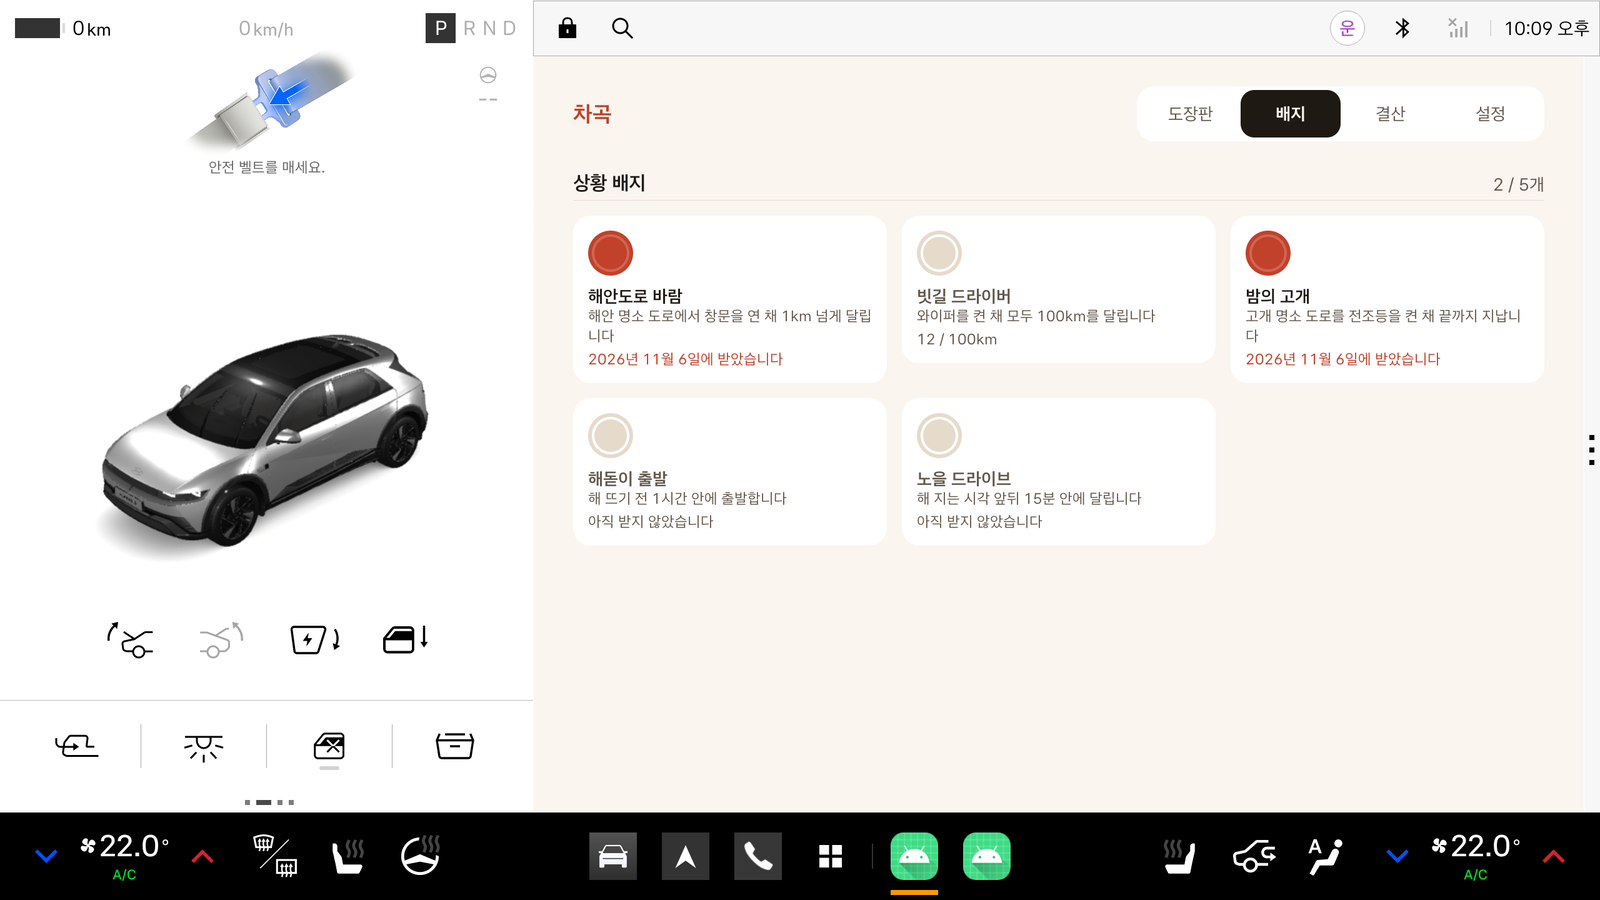 0 km
0 km/h
P R N D
--
안전 벨트를 매세요.
운
10:09 오후
차곡
도장판
배지
결산
설정
상황 배지
2 / 5개
해안도로 바람
해안 명소 도로에서 창문을 연 채 1km 넘게 달립
니다
2026년 11월 6일에 받았습니다
빗길 드라이버
와이퍼를 켠 채 모두 100km를 달립니다
12 / 100km
밤의 고개
고개 명소 도로를 전조등을 켠 채 끝까지 지납니
다
2026년 11월 6일에 받았습니다
해돋이 출발
해 뜨기 전 1시간 안에 출발합니다
아직 받지 않았습니다
노을 드라이브
해 지는 시각 앞뒤 15분 안에 달립니다
아직 받지 않았습니다
22.0°
A/C
A
22.0°
A/C